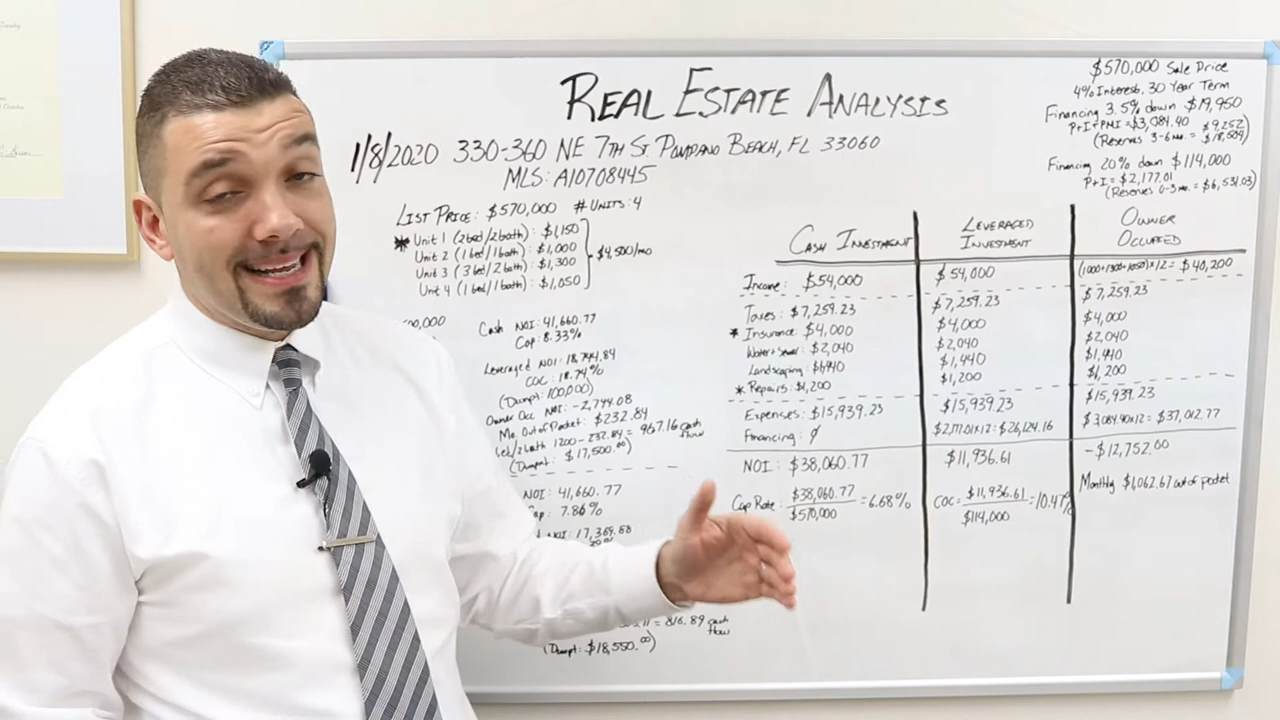 REAL ESTATE ANALYSIS
1/8/2020 330-360 NE 7TH ST. POMPANO BEACH, FL 33060
MLS: A10708445
$570,000 Sale Price
4% Interest, 30 Year Term
Financing 3.5% down $19,950
P+I+PMI = $3,084.40 $9,252
(Reserves 3-6 mo. = $18,504)
Financing 20% down $114,000
P+I = $2,177.01
(Reserves 0-3 mo. = $6,531.03)
LIST PRICE: $570,000 # UNITS: 4
* Unit 1 (2bed/2bath): $1,150
Unit 2 (1bed/1bath): $1,000
Unit 3 (3bed/2bath): $1,300
Unit 4 (1bed/1bath): $1,050
$4,500/mo
00,000
Cash NOI: 41,660.77
Cap: 8.33%
Leveraged NOI: 18,744.84
COC: 18.74%
(Dwnpt: 100,000)
Owner Occ NOI: -2,794.08
Mo. Out of Pocket: $232.84
/2bath 1200 - 232.84 = 967.16 cash flow
(Dwnpmt: $17,500.00)
NOI: 41,660.77
7.86%
NOI: 17,369.88
= 816.89 cash flow
(Dwnpt: $18,550.00)
CASH INVESTMENT LEVERAGED INVESTMENT OWNER OCCUPIED
Income: $54,000 $54,000 (1000+1300+1050)x12 = $40,200
Taxes: $7,259.23 $7,259.23 $7,259.23
* Insurance: $4,000 $4,000 $4,000
Water+Sewer: $2,040 $2,040 $2,040
Landscaping: $1,440 $1,440 $1,440
* Repairs: $1,200 $1,200 $1,200
Expenses: $15,939.23 $15,939.23 $15,939.23
Financing: ∅ $2,177.01x12 = $26,124.16 $3,084.40x12 = $37,012.77
NOI: $38,060.77 $11,936.61 -$12,752.00
Monthly $1,062.67 out of pocket
Cap Rate: $38,060.77 / $570,000 = 6.68% COC = $11,936.61 / $114,000 = 10.47%